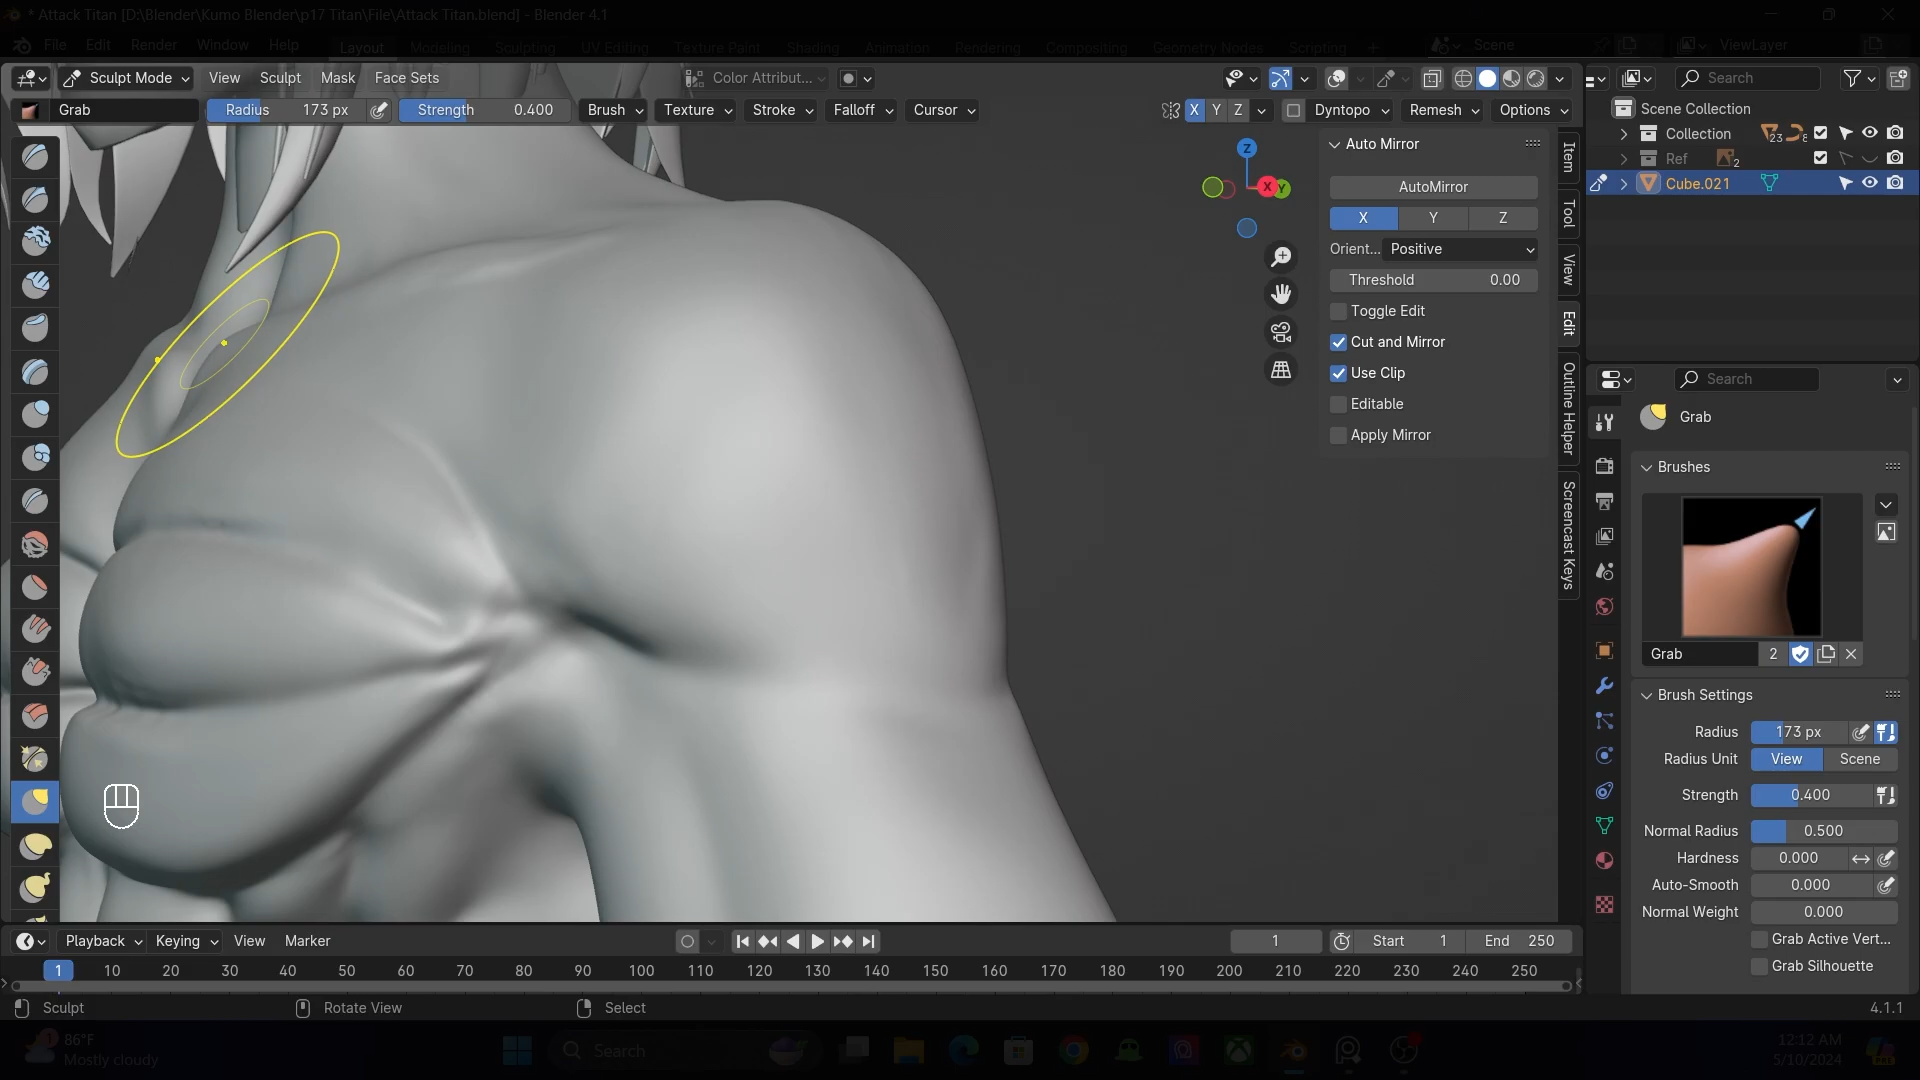 * Attack Titan [D:\Blender\Kumo Blender\p17 Titan\File\Attack Titan.blend] - Blender 4.1
File Edit Render Window Help Layout Modeling Sculpting UV Editing Texture Paint Shading Animation Rendering Compositing Geometry Nodes Scripting + Scene ViewLayer
Sculpt Mode View Sculpt Mask Face Sets Color Attribut... Search
Grab Radius 173 px Strength 0.400 Brush Texture Stroke Falloff Cursor X Y Z Dyntopo Remesh Options
Scene Collection
Collection 23 8
Ref 2
Cube.021
Z
X Y
Auto Mirror
AutoMirror
X Y Z
Orient... Positive
Threshold 0.00
Toggle Edit
Cut and Mirror
Use Clip
Editable
Apply Mirror
Item
Tool
View
Edit
Outline Helper
Screencast Keys
Search
Grab
Brushes
Grab 2
Brush Settings
Radius 173 px
Radius Unit View Scene
Strength 0.400
Normal Radius 0.500
Hardness 0.000
Auto-Smooth 0.000
Normal Weight 0.000
Grab Active Vert...
Grab Silhouette
Playback Keying View Marker 1 Start 1 End 250
1 10 20 30 40 50 60 70 80 90 100 110 120 130 140 150 160 170 180 190 200 210 220 230 240 250
Sculpt Rotate View Select 4.1.1
1 86°F
Mostly cloudy
Search
12:12 AM
5/10/2024